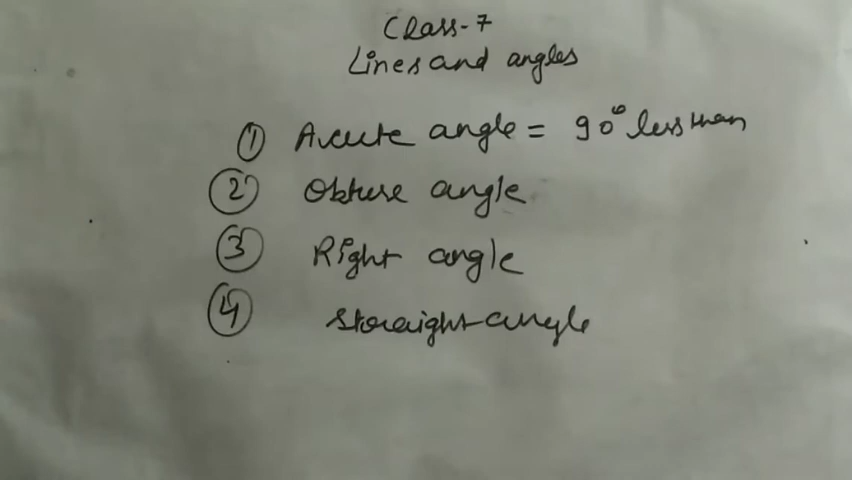 Class-7
Lines and angles
① Acute angle = 90° less than
② Obtuse angle
③ Right angle
④ Straight angle